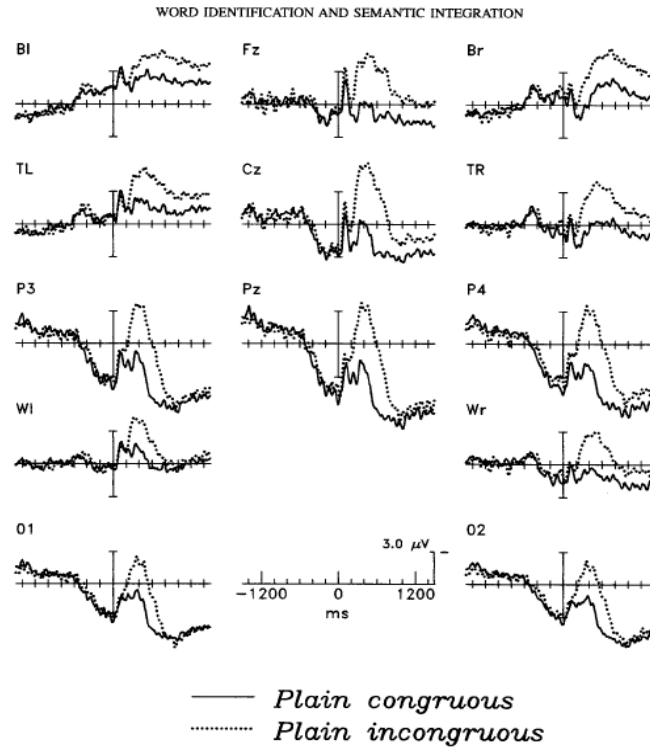 WORD IDENTIFICATION AND SEMANTIC INTEGRATION
Bl Fz Br
TL Cz TR
P3 Pz P4
Wl Wr
O1 3.0 μV O2
−1200 0 1200
ms
Plain congruous
Plain incongruous